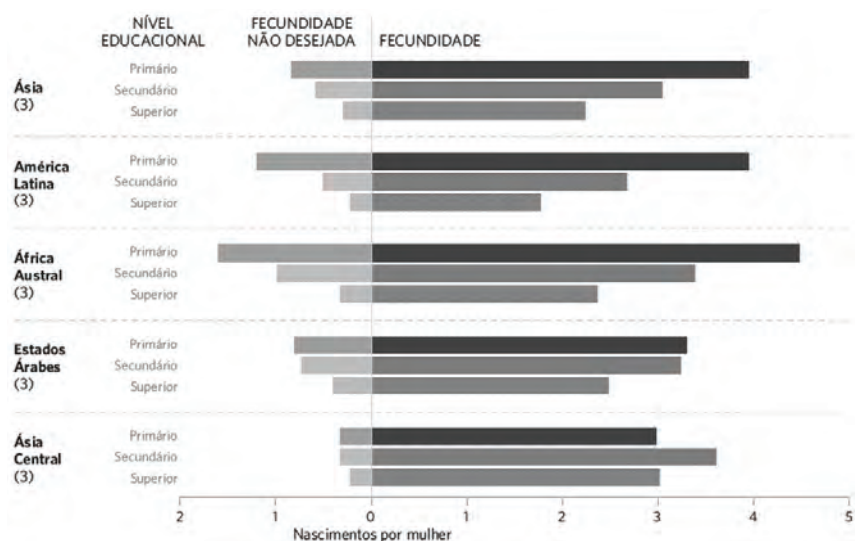 NÍVEL
EDUCACIONAL
FECUNDIDADE
NÃO DESEJADA
FECUNDIDADE
Ásia
(3)
Primário
Secundário
Superior
América
Latina
(3)
Primário
Secundário
Superior
África
Austral
(3)
Primário
Secundário
Superior
Estados
Árabes
(3)
Primário
Secundário
Superior
Ásia
Central
(3)
Primário
Secundário
Superior
2 1 0 1 2 3 4 5
Nascimentos por mulher